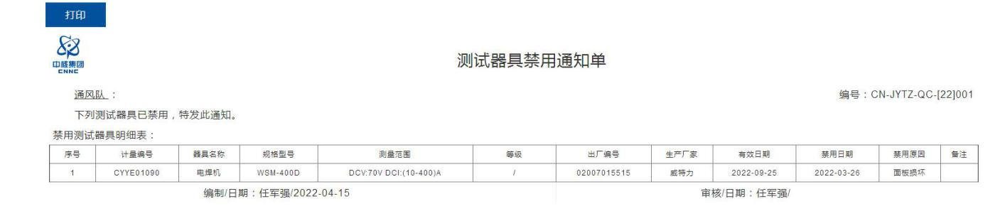 打印
中核集团
CNNC
测试器具禁用通知单
通风队 : 编号：CN-JYTZ-QC-[22]001
下列测试器具已禁用，特发此通知。
禁用测试器具明细表：
序号 计量编号 器具名称 规格型号 测量范围 等级 出厂编号 生产厂家 有效日期 禁用日期 禁用原因 备注
1 CYYE01090 电焊机 WSM-400D DCV:70V DCI:(10-400)A / 02007015515 威特力 2022-09-25 2022-03-26 面板损坏
编制/日期：任军强/2022-04-15 审核/日期：任军强/